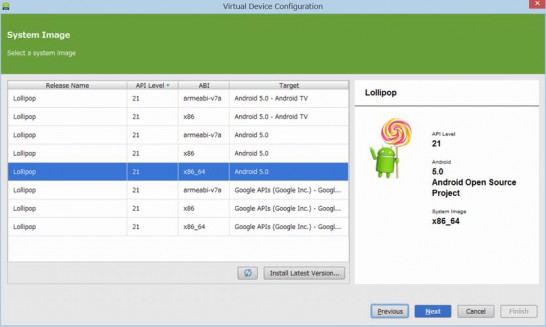 Virtual Device Configuration
System Image
Select a system image
Release Name API Level ABI Target
Lollipop 21 armeabi-v7a Android 5.0 - Android TV
Lollipop 21 x86 Android 5.0 - Android TV
Lollipop 21 armeabi-v7a Android 5.0
Lollipop 21 x86 Android 5.0
Lollipop 21 x86_64 Android 5.0
Lollipop 21 armeabi-v7a Google APIs (Google Inc.) - Googl...
Lollipop 21 x86 Google APIs (Google Inc.) - Googl...
Lollipop 21 x86_64 Google APIs (Google Inc.) - Googl...
Install Latest Version...
Lollipop
API Level
21
Android
5.0
Android Open Source
Project
System Image
x86_64
Previous Next Cancel Finish